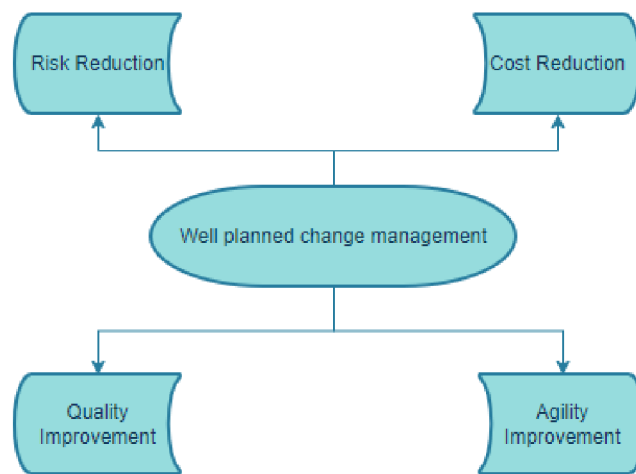 Risk Reduction
Cost Reduction
Well planned change management
Quality
Improvement
Agility
Improvement